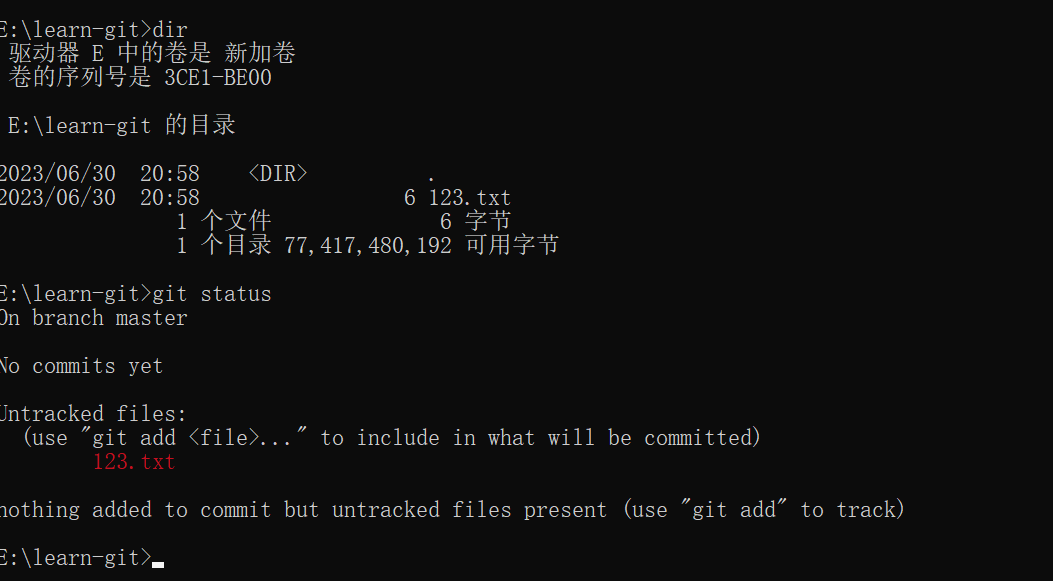 E:\learn-git>dir
驱动器 E 中的卷是 新加卷
卷的序列号是 3CE1-BE00
E:\learn-git 的目录
2023/06/30  20:58    <DIR>          .
2023/06/30  20:58                 6 123.txt
1 个文件              6 字节
1 个目录 77,417,480,192 可用字节
E:\learn-git>git status
On branch master
No commits yet
Untracked files:
(use "git add <file>..." to include in what will be committed)
123.txt
nothing added to commit but untracked files present (use "git add" to track)
E:\learn-git>